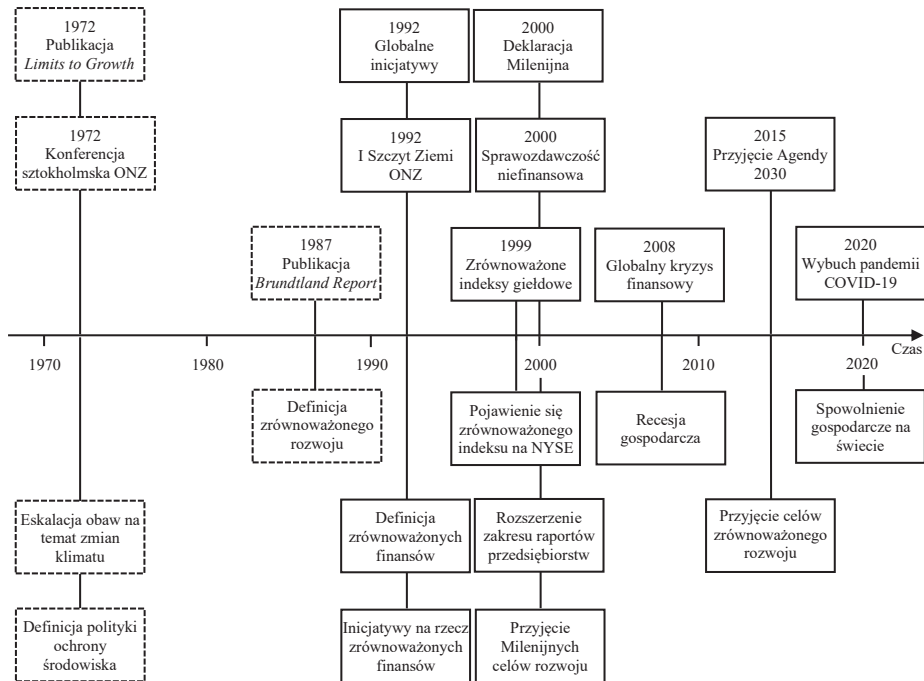 1972
Publikacja
Limits to Growth
1992
Globalne
inicjatywy
2000
Deklaracja
Milenijna
1972
Konferencja
sztokholmska ONZ
1992
I Szczyt Ziemi
ONZ
2000
Sprawozdawczość
niefinansowa
2015
Przyjęcie Agendy
2030
1987
Publikacja
Brundtland Report
1999
Zrównoważone
indeksy giełdowe
2008
Globalny kryzys
finansowy
2020
Wybuch pandemii
COVID-19
Czas
1970
1980
1990
2000
2010
2020
Definicja
zrównoważonego
rozwoju
Pojawienie się
zrównoważonego
indeksu na NYSE
Recesja
gospodarcza
Spowolnienie
gospodarcze na
świecie
Eskalacja obaw na
temat zmian
klimatu
Definicja
zrównoważonych
finansów
Rozszerzenie
zakresu raportów
przedsiębiorstw
Przyjęcie celów
zrównoważonego
rozwoju
Definicja polityki
ochrony
środowiska
Inicjatywy na rzecz
zrównoważonych
finansów
Przyjęcie
Milenijnych
celów rozwoju